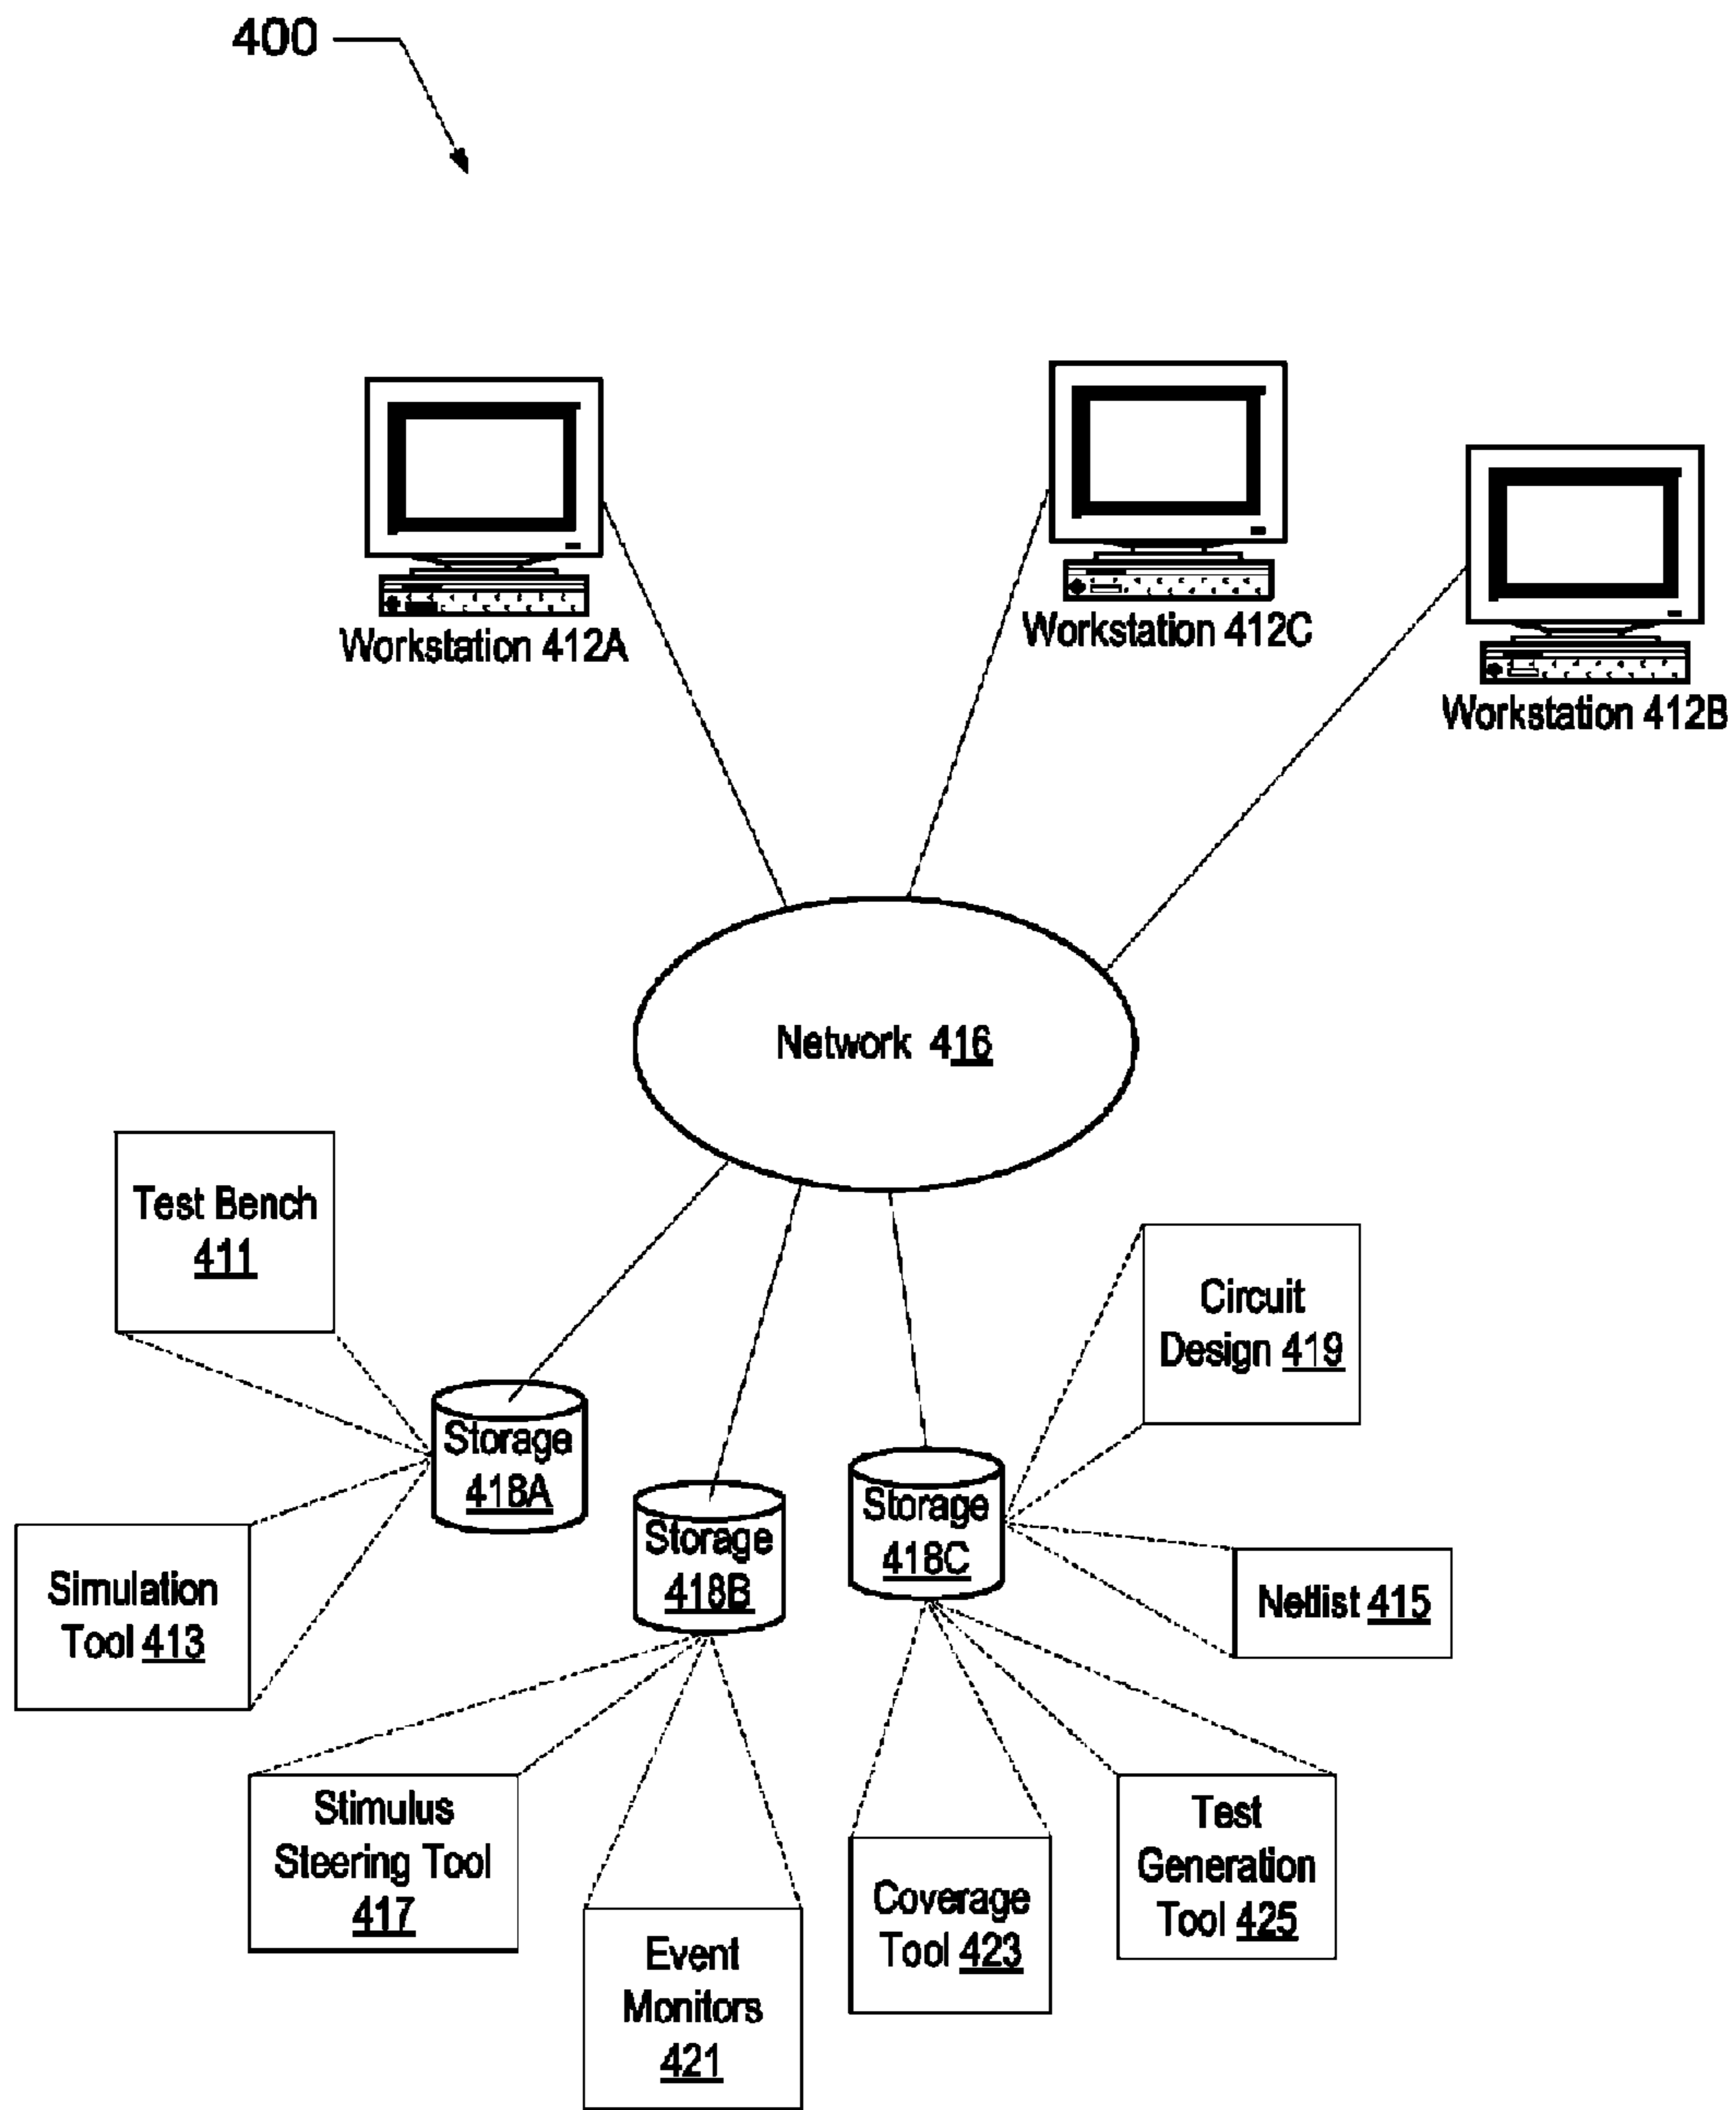 400
Workstation 412A
Workstation 412C
Workstation 412B
Network 416
Test Bench
411
Circuit
Design 419
Storage
418A
Storage
418B
Storage
418C
Simulation
Tool 413
Netlist 415
Stimulus
Steering Tool
417
Event
Monitors
421
Coverage
Tool 423
Test
Generation
Tool 425